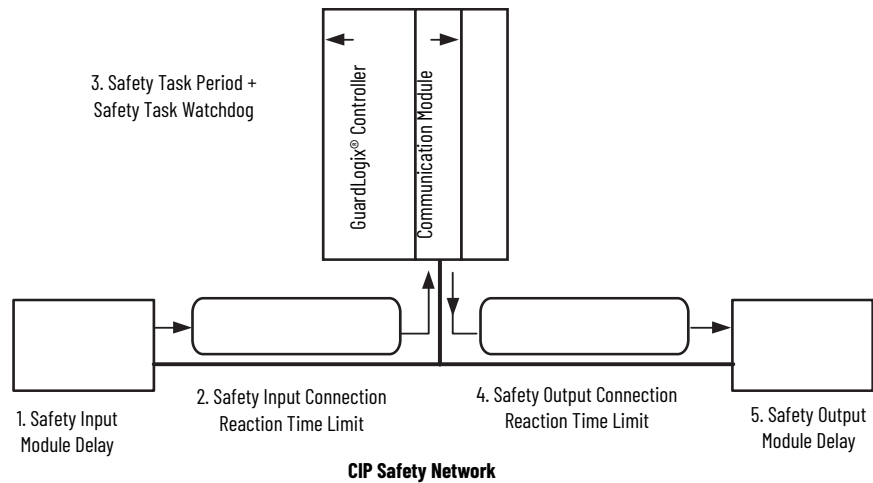 3. Safety Task Period +
Safety Task Watchdog
GuardLogix® Controller
Communication Module
1. Safety Input
Module Delay
2. Safety Input Connection
Reaction Time Limit
4. Safety Output Connection
Reaction Time Limit
5. Safety Output
Module Delay
CIP Safety Network